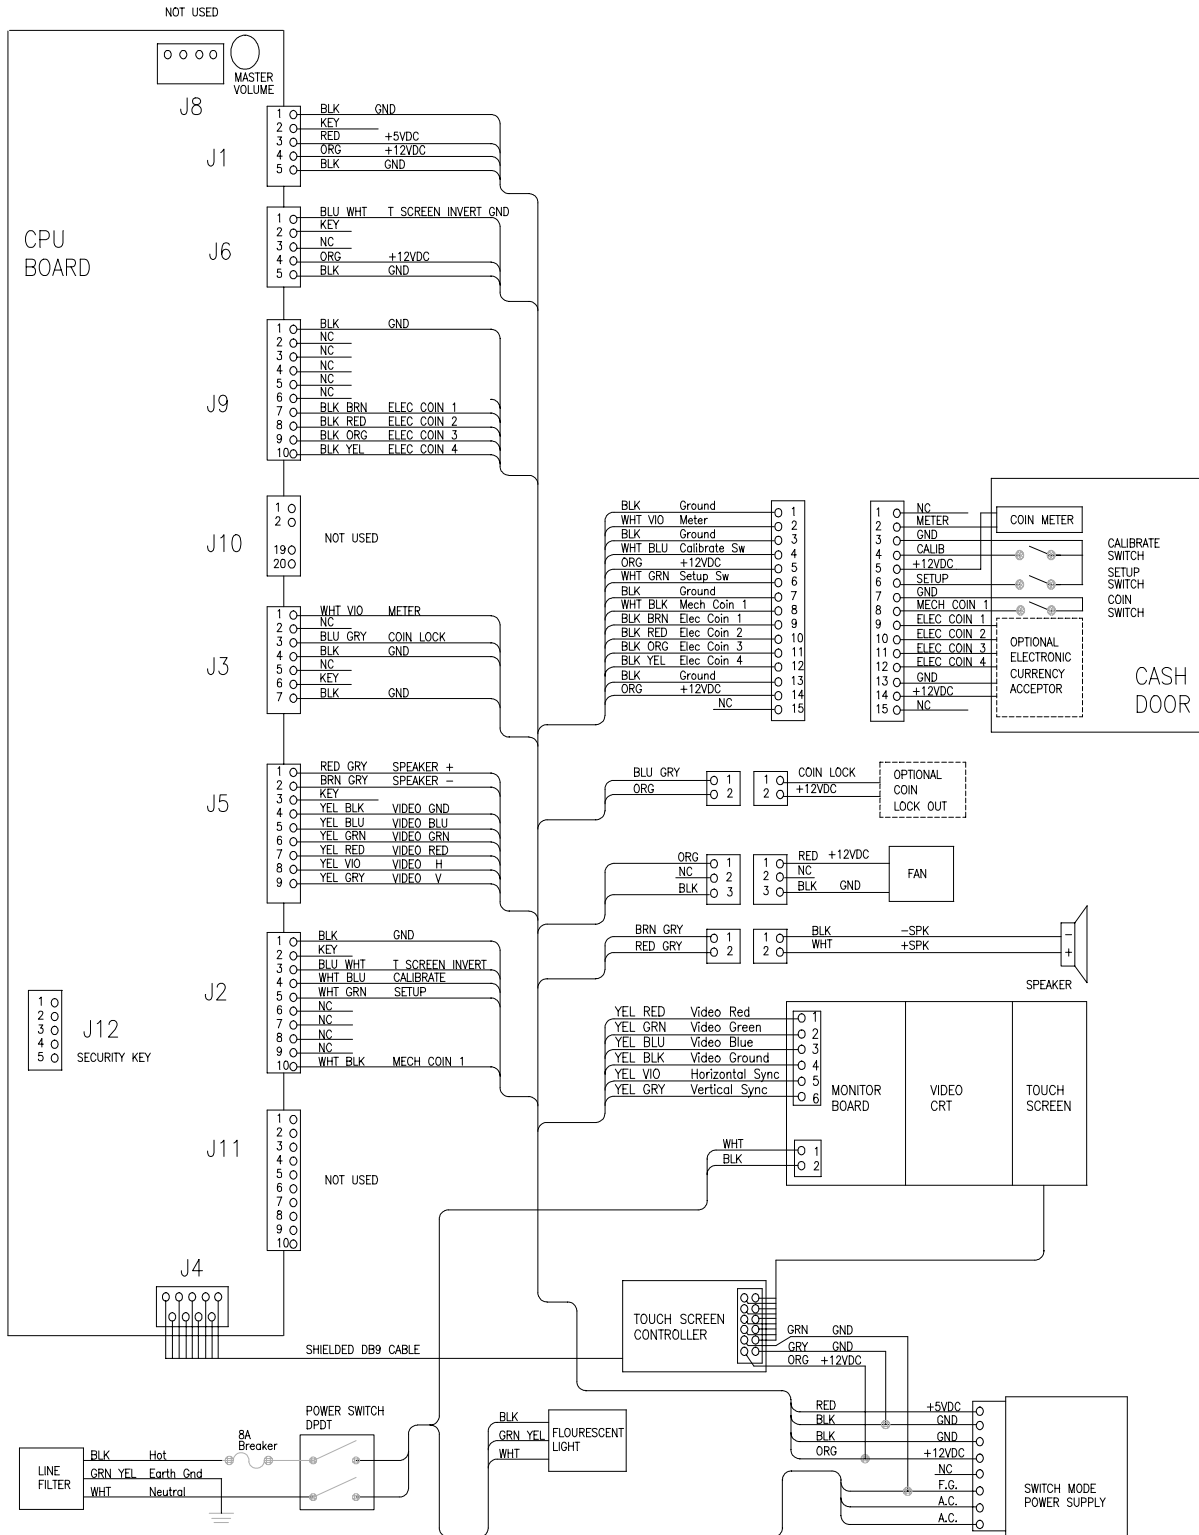 NOT USED
MASTER
VOLUME
J8
CPU
BOARD
J1
1 BLK GND
2 KEY
3 RED +5VDC
4 ORG +12VDC
5 BLK GND
J6
1 BLU WHT T SCREEN INVERT GND
2 KEY
3 NC
4 ORG +12VDC
5 BLK GND
J9
1 BLK GND
2 NC
3 NC
4 NC
5 NC
6 NC
7 BLK BRN ELEC COIN 1
8 BLK RED ELEC COIN 2
9 BLK ORG ELEC COIN 3
10 BLK YEL ELEC COIN 4
J10
1
2
19
20
NOT USED
J3
1 WHT VIO METER
2 NC
3 BLU GRY COIN LOCK
4 BLK GND
5 NC
6 KEY
7 BLK GND
J5
1 RED GRY SPEAKER +
2 BRN GRY SPEAKER -
3 KEY
4 YEL BLK VIDEO GND
5 YEL BLU VIDEO BLU
6 YEL GRN VIDEO GRN
7 YEL RED VIDEO RED
8 YEL VIO VIDEO H
9 YEL GRY VIDEO V
J2
1 BLK GND
2 KEY
3 BLU WHT T SCREEN INVERT
4 WHT BLU CALIBRATE
5 WHT GRN SETUP
6 NC
7 NC
8 NC
9 NC
10 WHT BLK MECH COIN 1
1
2
3
4
5
J12
SECURITY KEY
J11
1
2
3
4
5
6
7
8
9
10
NOT USED
J4
SHIELDED DB9 CABLE
BLK Ground 1
WHT VIO Meter 2
BLK Ground 3
WHT BLU Calibrate Sw 4
ORG +12VDC 5
WHT GRN Setup Sw 6
BLK Ground 7
WHT BLK Mech Coin 1 8
BLK BRN Elec Coin 1 9
BLK RED Elec Coin 2 10
BLK ORG Elec Coin 3 11
BLK YEL Elec Coin 4 12
BLK Ground 13
ORG +12VDC 14
NC 15
1 NC
2 METER
3 GND
4 CALIB
5 +12VDC
6 SETUP
7 GND
8 MECH COIN 1
9 ELEC COIN 1
10 ELEC COIN 2
11 ELEC COIN 3
12 ELEC COIN 4
13 GND
14 +12VDC
15 NC
COIN METER
CALIBRATE
SWITCH
SETUP
SWITCH
COIN
SWITCH
OPTIONAL
ELECTRONIC
CURRENCY
ACCEPTOR
CASH
DOOR
BLU GRY 1
ORG 2
1 COIN LOCK
2 +12VDC
OPTIONAL
COIN
LOCK OUT
ORG 1
NC 2
BLK 3
1 RED +12VDC
2 NC
3 BLK GND
FAN
BRN GRY 1
RED GRY 2
1 BLK -SPK
2 WHT +SPK
-
+
SPEAKER
YEL RED Video Red 1
YEL GRN Video Green 2
YEL BLU Video Blue 3
YEL BLK Video Ground 4
YEL VIO Horizontal Sync 5
YEL GRY Vertical Sync 6
WHT 1
BLK 2
MONITOR
BOARD
VIDEO
CRT
TOUCH
SCREEN
TOUCH SCREEN
CONTROLLER
GRN GND
GRY GND
ORG +12VDC
RED +5VDC
BLK GND
BLK GND
ORG +12VDC
NC
F.G.
A.C.
A.C.
SWITCH MODE
POWER SUPPLY
LINE
FILTER
BLK Hot
GRN YEL Earth Gnd
WHT Neutral
8A
Breaker
POWER SWITCH
DPDT
BLK
GRN YEL
WHT
FLOURESCENT
LIGHT